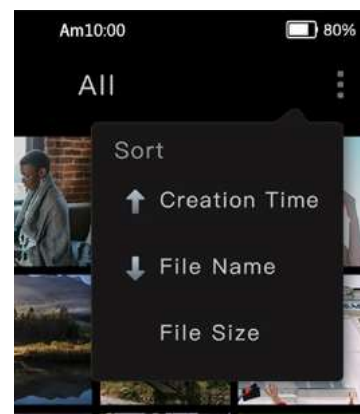 Am10:00
80%
All
Sort
Creation Time
File Name
File Size